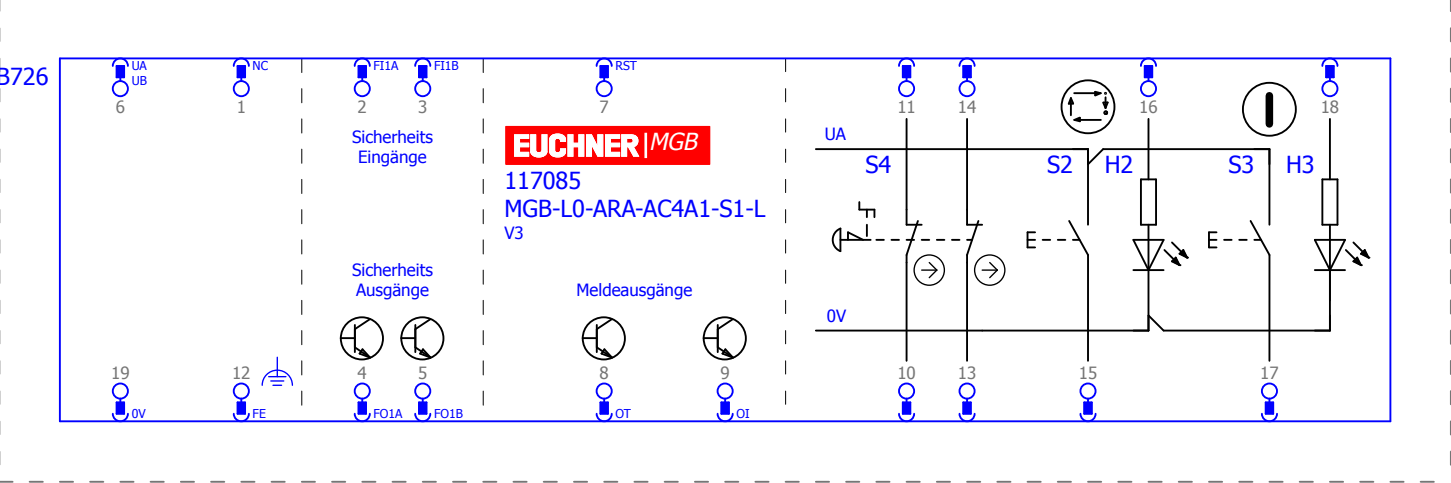 B726
UA
UB
NC
FI1A
FI1B
RST
6
1
2
3
7
11
14
16
18
Sicherheits
Eingänge
EUCHNER MGB
117085
MGB-L0-ARA-AC4A1-S1-L
V3
UA
S4
S2
H2
S3
H3
Sicherheits
Ausgänge
Meldeausgänge
0V
19
12
4
5
8
9
10
13
15
17
0V
FE
FO1A
FO1B
OT
OI